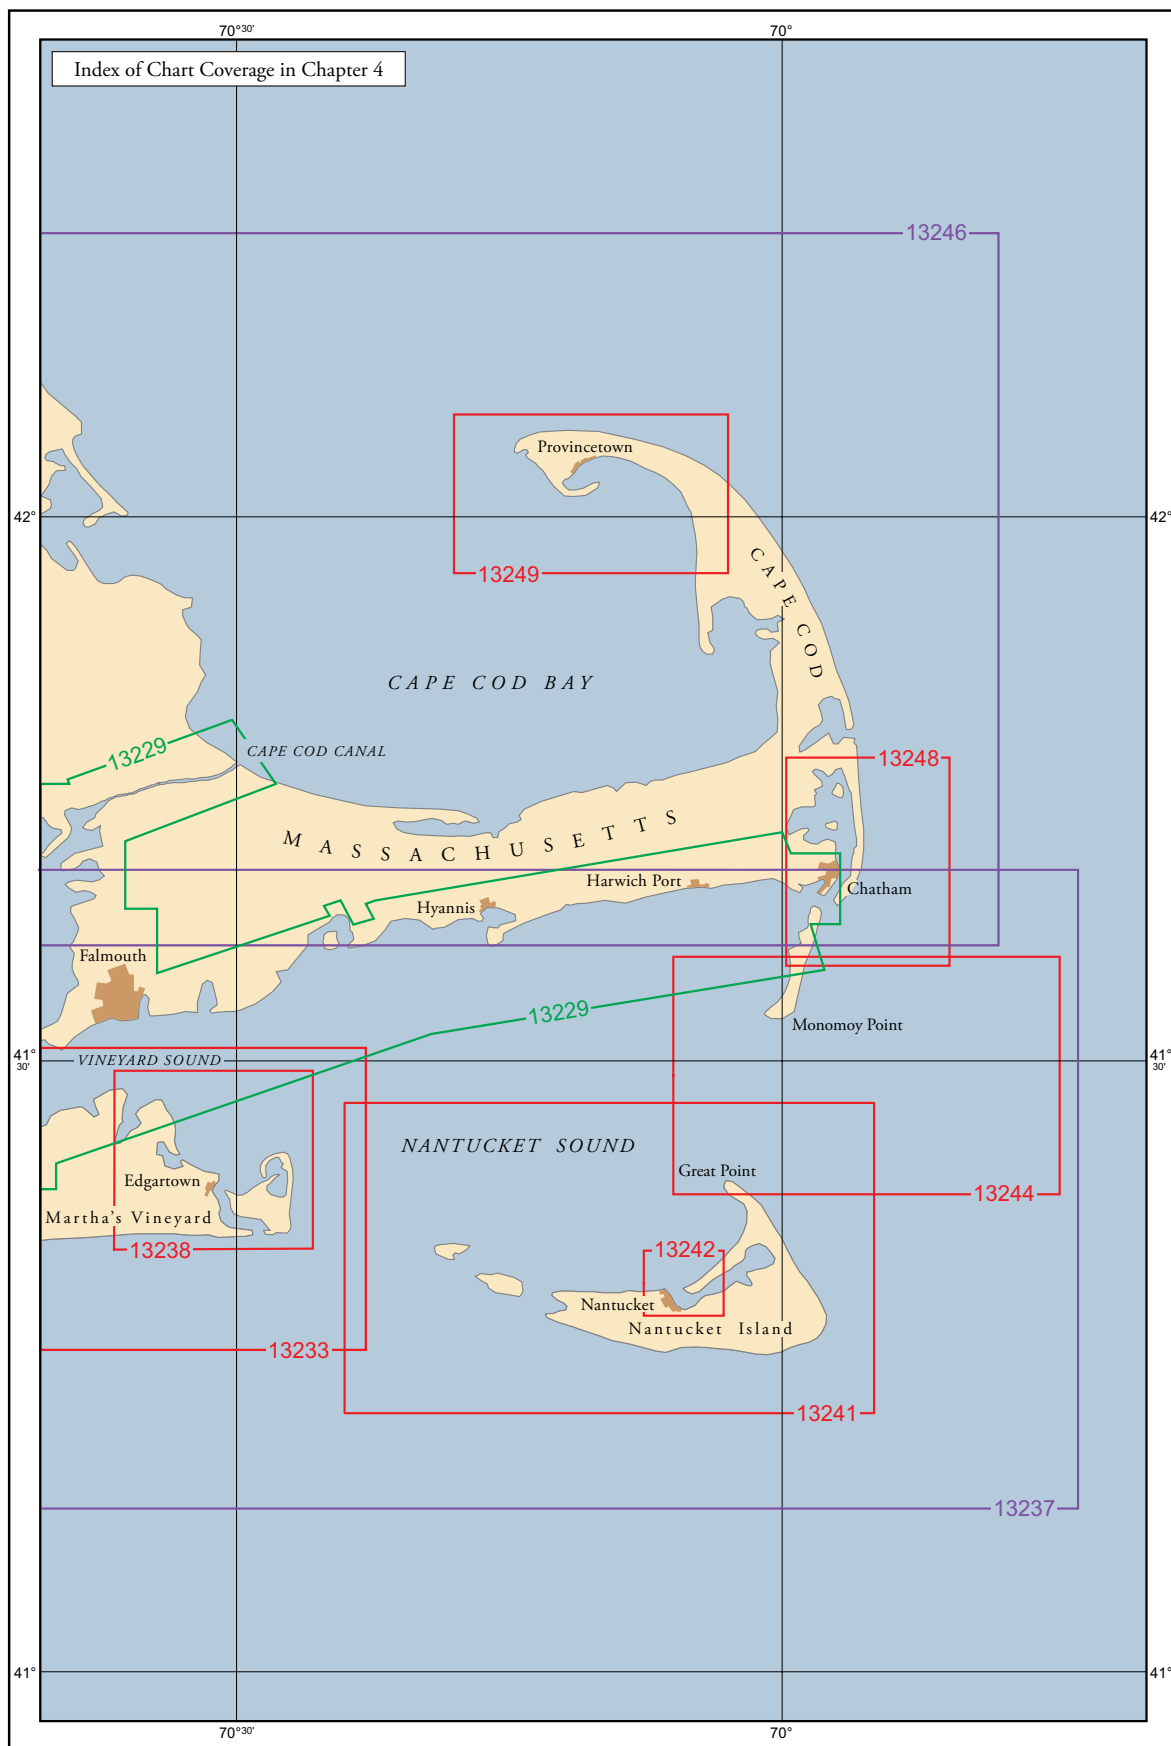 70°30'
70°
Index of Chart Coverage in Chapter 4
13246
Provincetown
42°
42°
13249
CAPE COD
CAPE COD BAY
13229
CAPE COD CANAL
13248
MASSACHUSETTS
Harwich Port
Chatham
Hyannis
Falmouth
13229
Monomoy Point
41°
30'
41°
30'
VINEYARD SOUND
NANTUCKET SOUND
Great Point
Edgartown
13244
Martha's Vineyard
13238
13242
Nantucket
Nantucket Island
13233
13241
13237
41°
41°
70°30'
70°